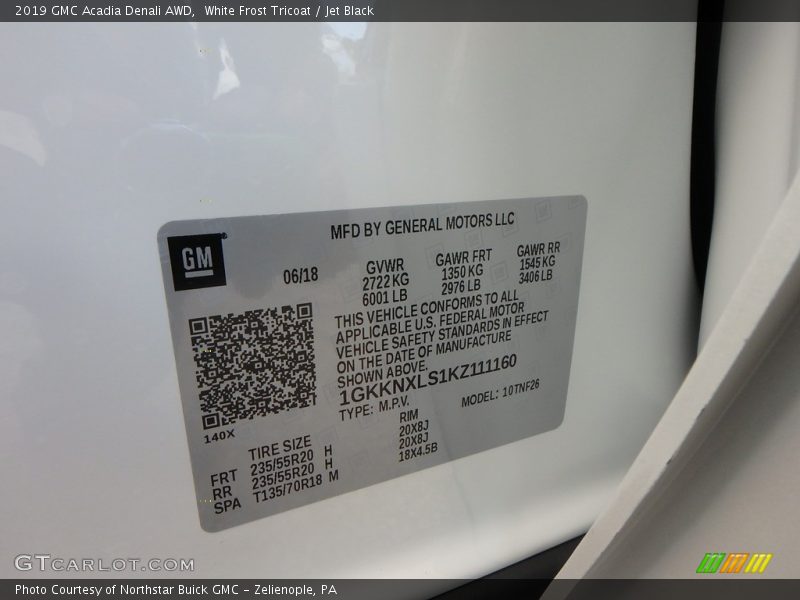 2019 GMC Acadia Denali AWD,  White Frost Tricoat / Jet Black
MFD BY GENERAL MOTORS LLC
GM®
06/18
GVWR
2722 KG
6001 LB
GAWR FRT
1350 KG
2976 LB
GAWR RR
1545 KG
3406 LB
THIS VEHICLE CONFORMS TO ALL
APPLICABLE U.S. FEDERAL MOTOR
VEHICLE SAFETY STANDARDS IN EFFECT
ON THE DATE OF MANUFACTURE
SHOWN ABOVE.
1GKKNXLS1KZ111160
TYPE: M.P.V.
MODEL: 10TNF26
140X
TIRE SIZE
RIM
FRT 235/55R20 H 20X8J
RR 235/55R20 H 20X8J
SPA T135/70R18 M 18X4.5B
GTCARLOT.COM
Photo Courtesy of Northstar Buick GMC – Zelienople, PA